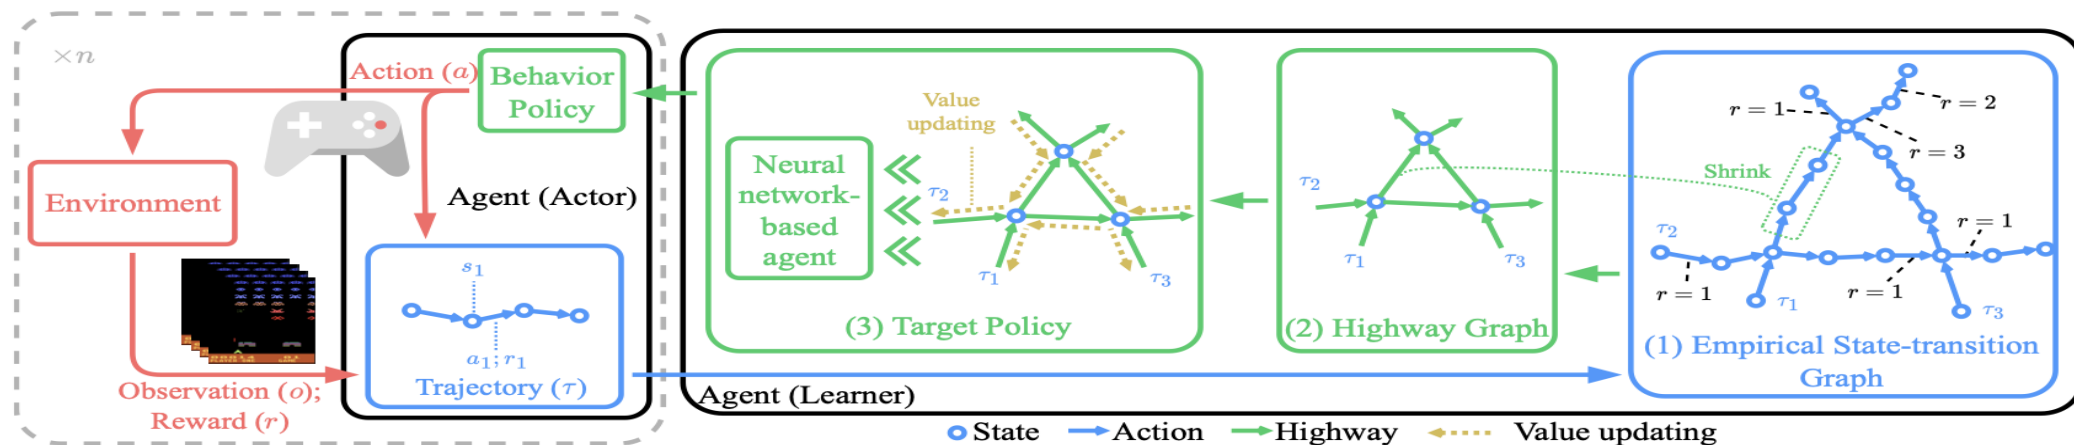 ×n
Action (a)
Behavior
Policy
Environment
Agent (Actor)
s₁
a₁; r₁
Trajectory (τ)
Observation (o);
Reward (r)
Neural
network-
based
agent
Value
updating
τ₂
τ₁
τ₃
(3) Target Policy
τ₂
τ₁
τ₃
(2) Highway Graph
Shrink
r = 1
r = 2
r = 3
τ₂
r = 1
τ₁
r = 1
r = 1
τ₃
(1) Empirical State-transition
Graph
Agent (Learner)
State Action Highway Value updating